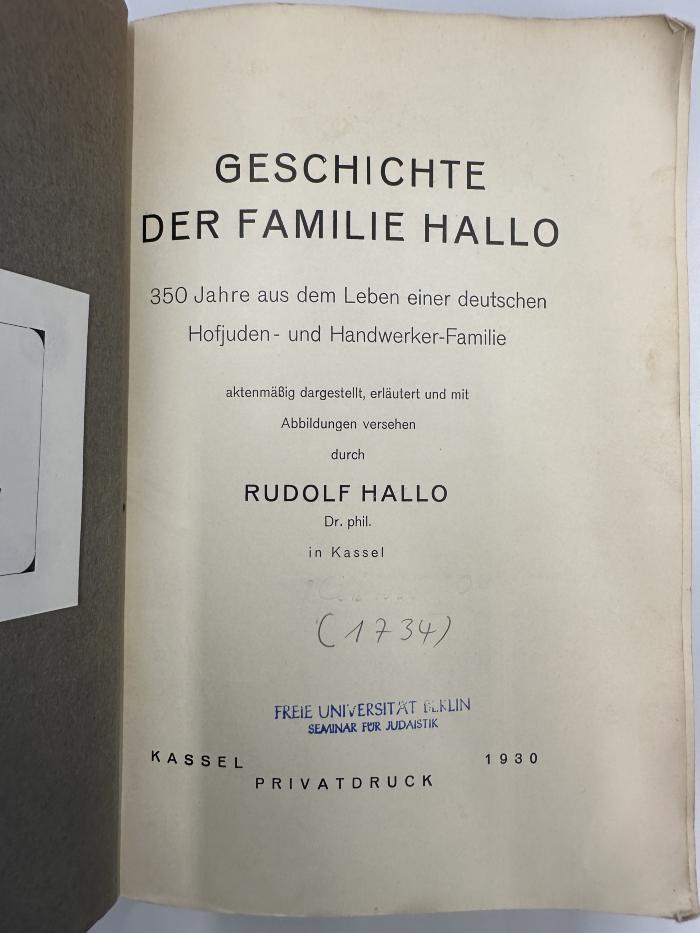 GESCHICHTE
DER FAMILIE HALLO
350 Jahre aus dem Leben einer deutschen
Hofjuden- und Handwerker-Familie
aktenmäßig dargestellt, erläutert und mit
Abbildungen versehen
durch
RUDOLF HALLO
Dr. phil.
in Kassel
(1734)
FREIE UNIVERSITÄT BERLIN
SEMINAR FÜR JUDAISTIK
KASSEL 1930
PRIVATDRUCK